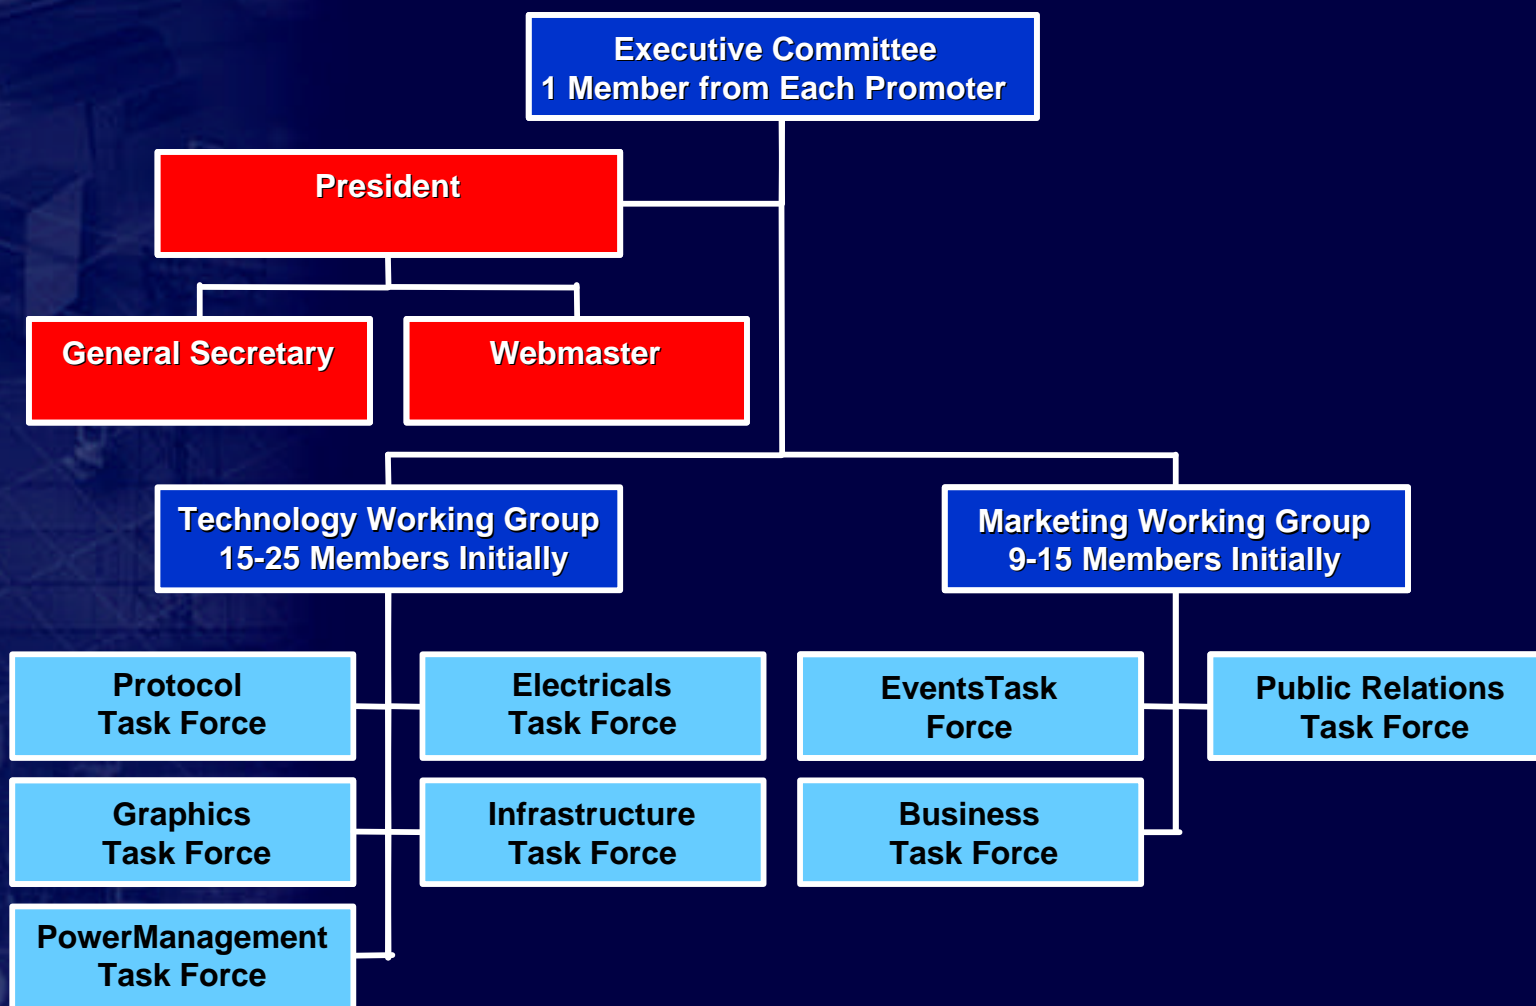 Executive Committee
1 Member from Each Promoter
President
General Secretary
Webmaster
Technology Working Group
15-25 Members Initially
Marketing Working Group
9-15 Members Initially
Protocol
Task Force
Electricals
Task Force
EventsTask
Force
Public Relations
Task Force
Graphics
Task Force
Infrastructure
Task Force
Business
Task Force
PowerManagement
Task Force